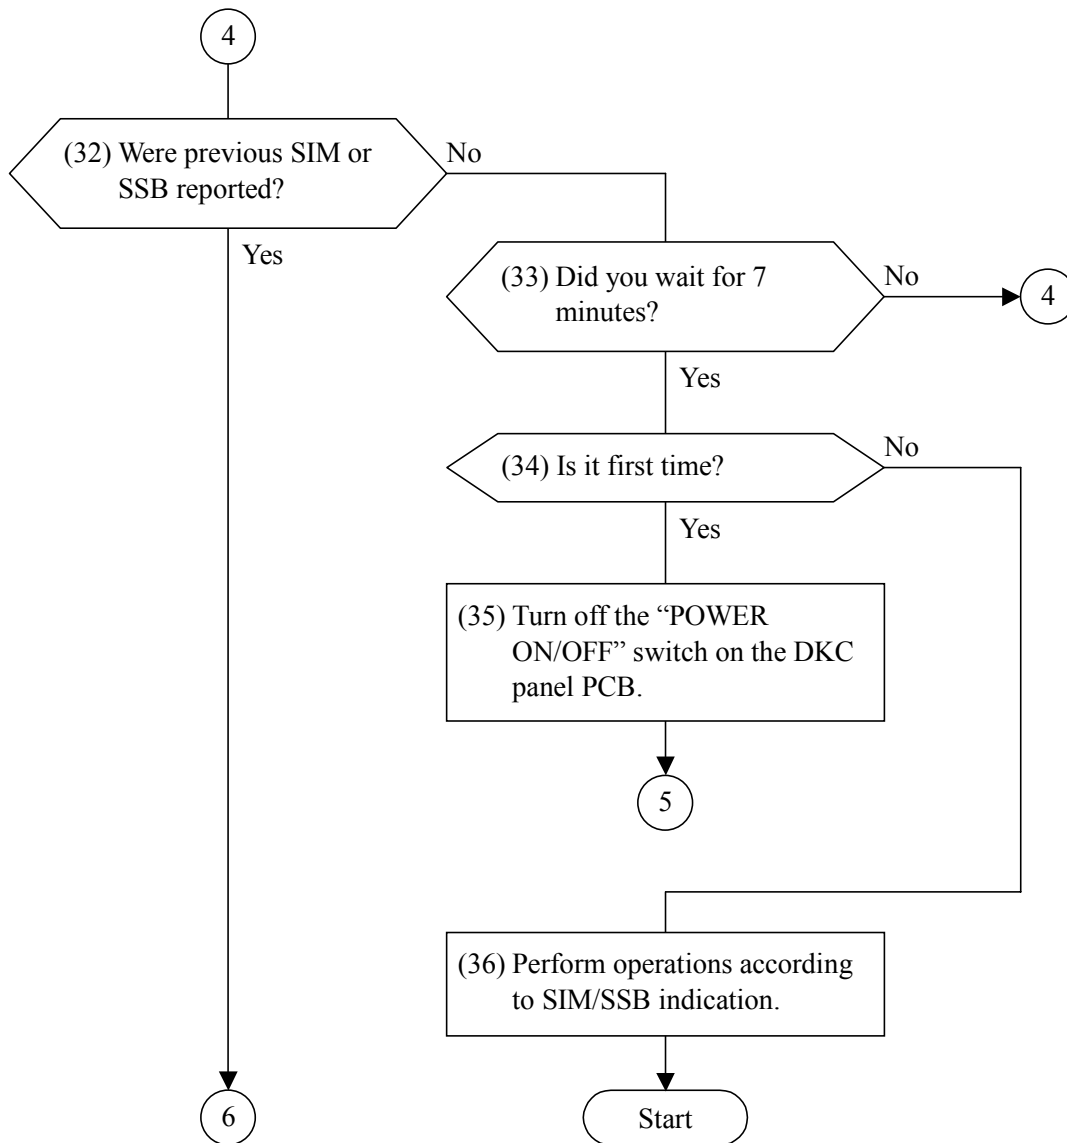 4
(32) Were previous SIM or
SSB reported?
No
Yes
(33) Did you wait for 7
minutes?
No
4
Yes
(34) Is it first time?
No
Yes
(35) Turn off the “POWER
ON/OFF” switch on the DKC
panel PCB.
5
(36) Perform operations according
to SIM/SSB indication.
6
Start